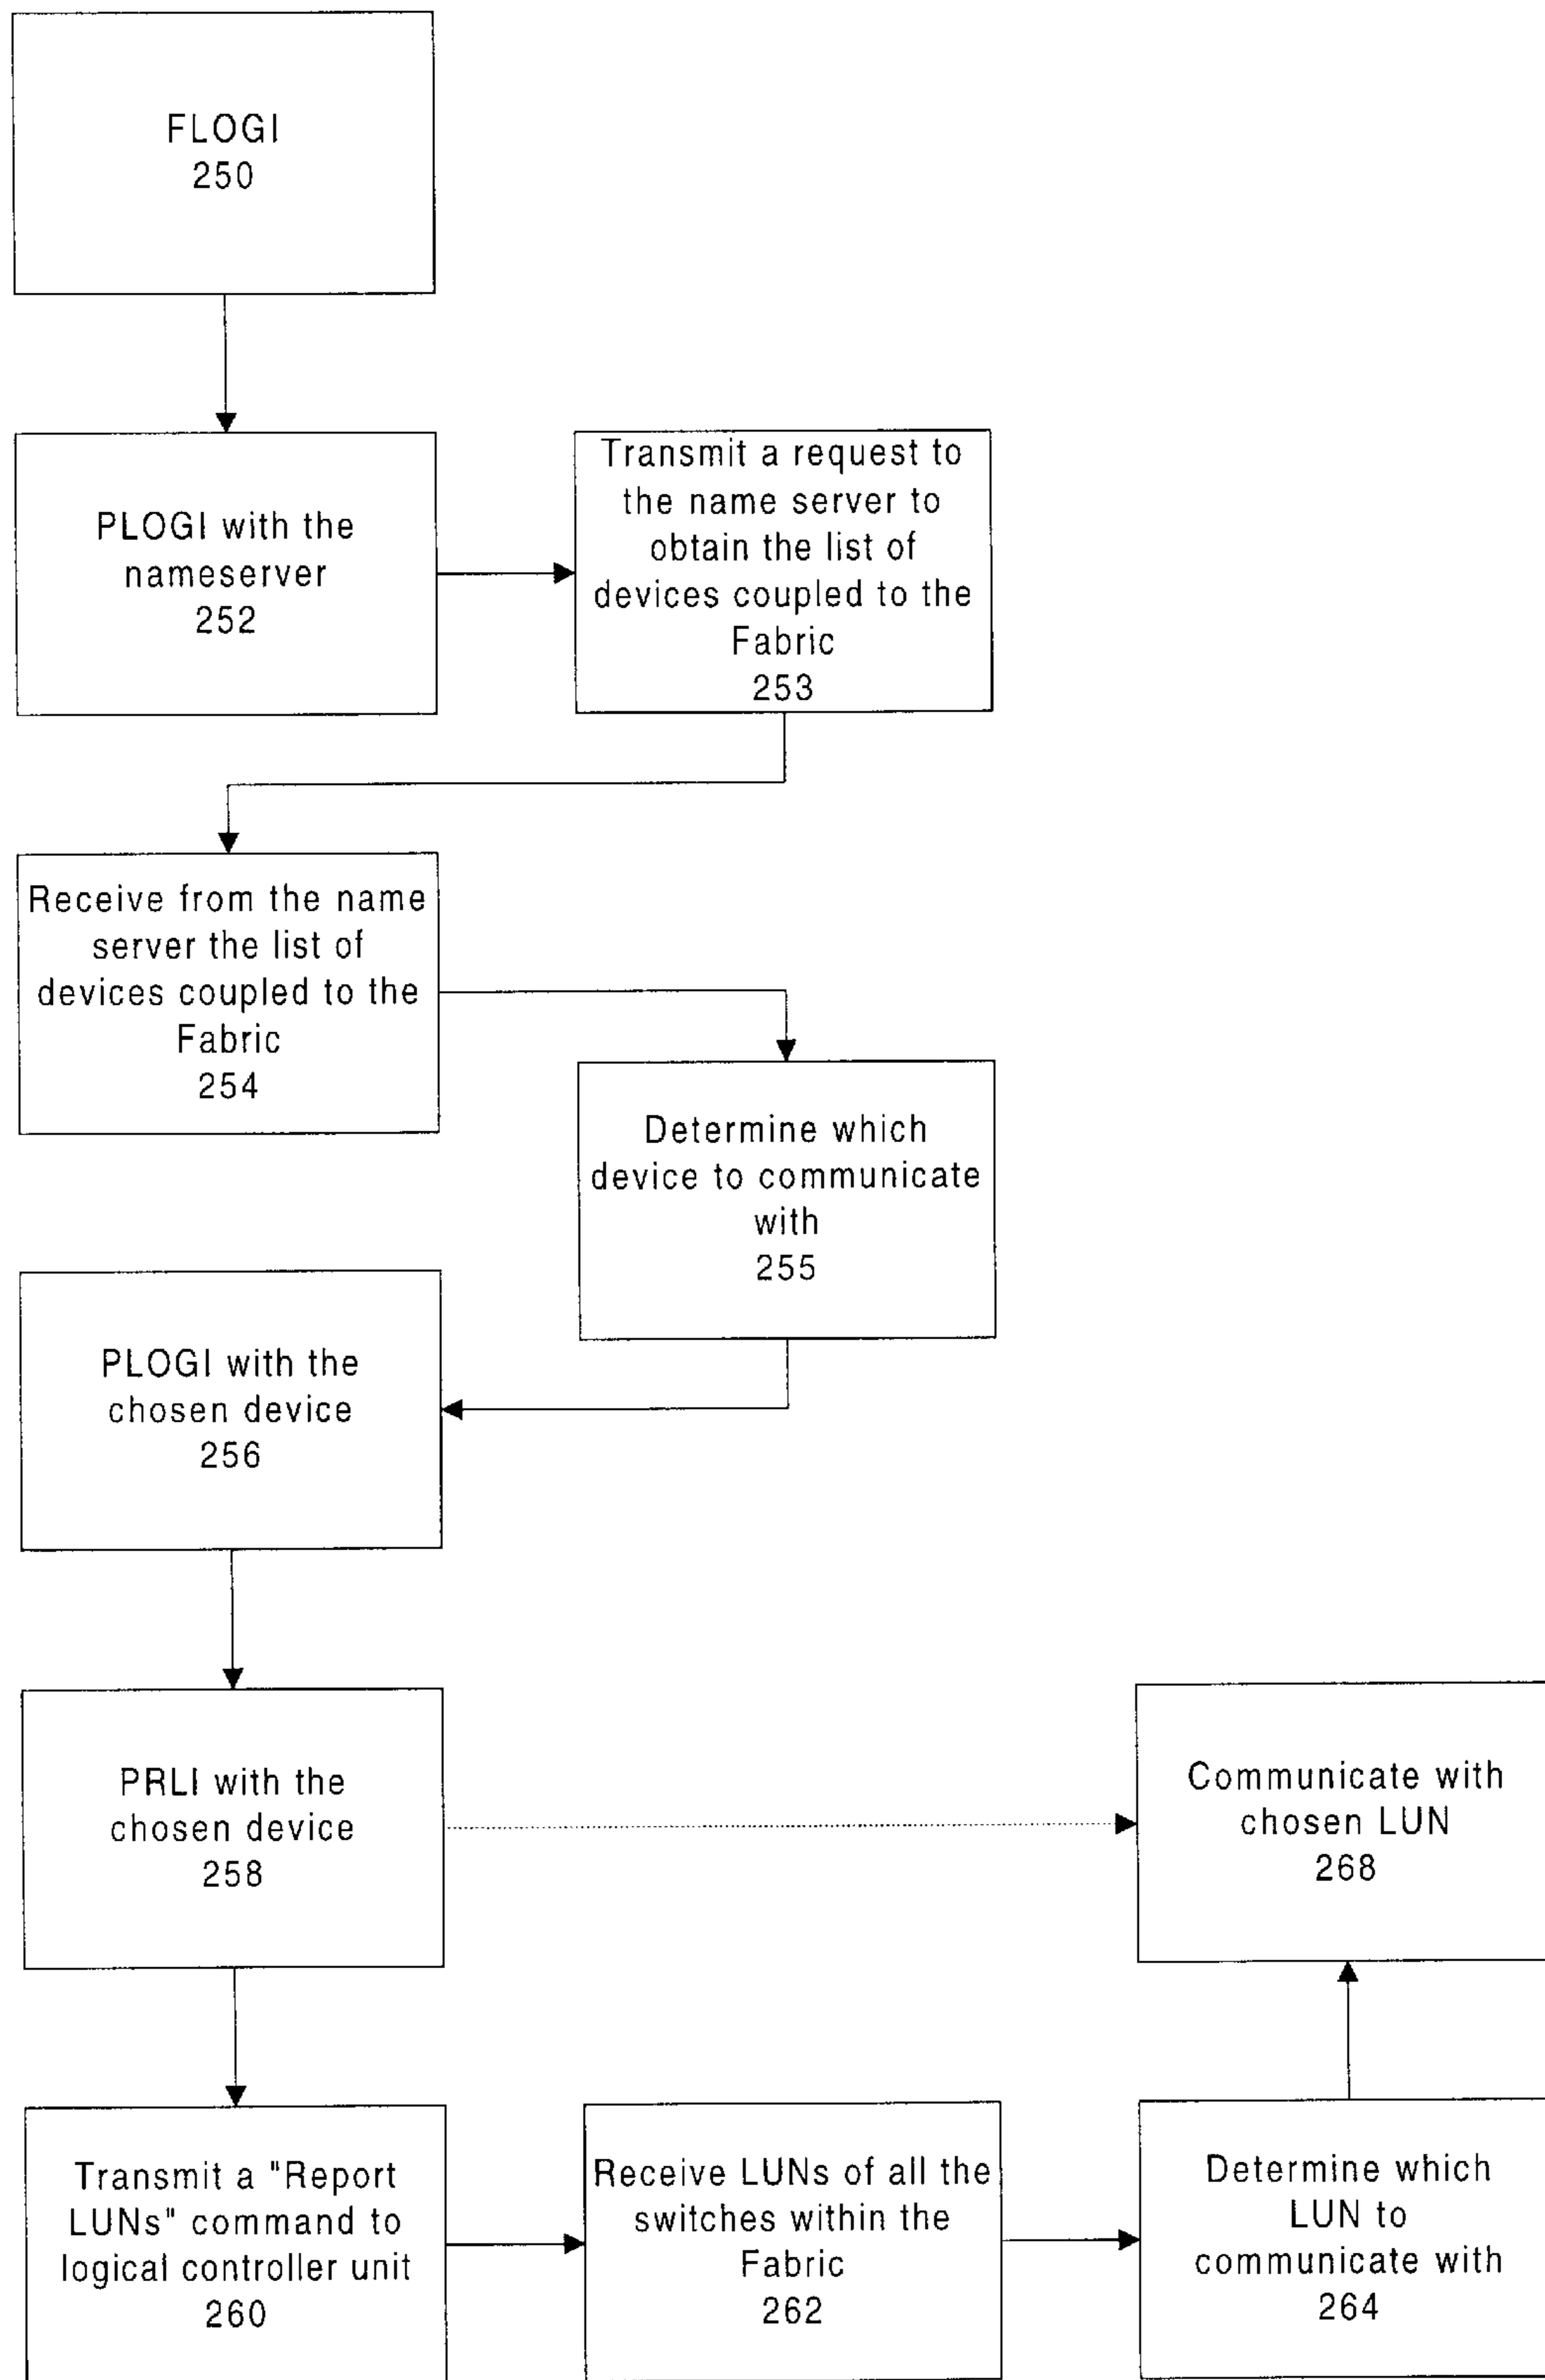 FLOGI
250
PLOGI with the
nameserver
252
Transmit a request to
the name server to
obtain the list of
devices coupled to the
Fabric
253
Receive from the name
server the list of
devices coupled to the
Fabric
254
Determine which
device to communicate
with
255
PLOGI with the
chosen device
256
PRLI with the
chosen device
258
Communicate with
chosen LUN
268
Transmit a "Report
LUNs" command to
logical controller unit
260
Receive LUNs of all the
switches within the
Fabric
262
Determine which
LUN to
communicate with
264